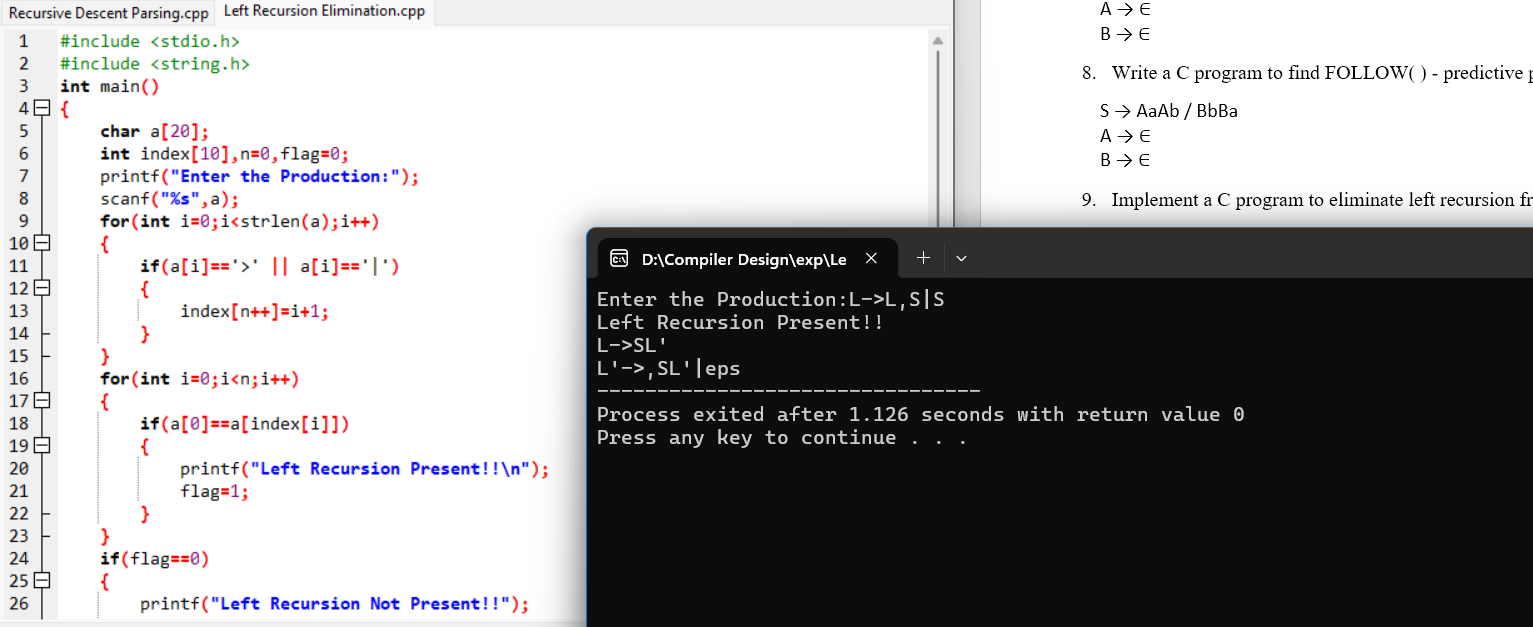 Recursive Descent Parsing.cpp Left Recursion Elimination.cpp
1 #include <stdio.h>
2 #include <string.h>
3 int main()
4 {
5 char a[20];
6 int index[10],n=0,flag=0;
7 printf("Enter the Production:");
8 scanf("%s",a);
9 for(int i=0;i<strlen(a);i++)
10 {
11 if(a[i]=='>' || a[i]=='|')
12 {
13 index[n++]=i+1;
14 }
15 }
16 for(int i=0;i<n;i++)
17 {
18 if(a[0]==a[index[i]])
19 {
20 printf("Left Recursion Present!!\n");
21 flag=1;
22 }
23 }
24 if(flag==0)
25 {
26 printf("Left Recursion Not Present!!");
A → ∈
B → ∈
8. Write a C program to find FOLLOW( ) - predictive
S → AaAb / BbBa
A → ∈
B → ∈
9. Implement a C program to eliminate left recursion
D:\Compiler Design\exp\Le
Enter the Production:L->L,S|S
Left Recursion Present!!
L->SL'
L'->,SL'|eps
--------------------------------
Process exited after 1.126 seconds with return value 0
Press any key to continue . . .